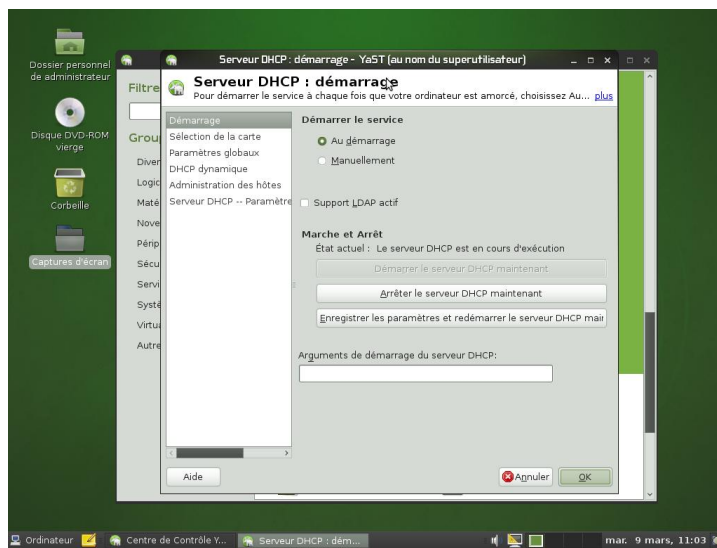 Dossier personnel
de administrateur
Disque DVD-ROM
vierge
Corbeille
Captures d'écran
Filtre
Group
Diver
Logic
Maté
Nove
Périp
Sécu
Servi
Systè
Virtu
Autre
Serveur DHCP : démarrage - YaST (au nom du superutilisateur)
Serveur DHCP : démarrage
Pour démarrer le service à chaque fois que votre ordinateur est amorcé, choisissez Au... plus
Démarrage
Sélection de la carte
Paramètres globaux
DHCP dynamique
Administration des hôtes
Serveur DHCP -- Paramètre
Démarrer le service
Au démarrage
Manuellement
Support LDAP actif
Marche et Arrêt
État actuel : Le serveur DHCP est en cours d'exécution
Démarrer le serveur DHCP maintenant
Arrêter le serveur DHCP maintenant
Enregistrer les paramètres et redémarrer le serveur DHCP main
Arguments de démarrage du serveur DHCP:
Aide
Annuler
OK
Ordinateur
Centre de Contrôle Y...
Serveur DHCP : dém...
mar. 9 mars, 11:03